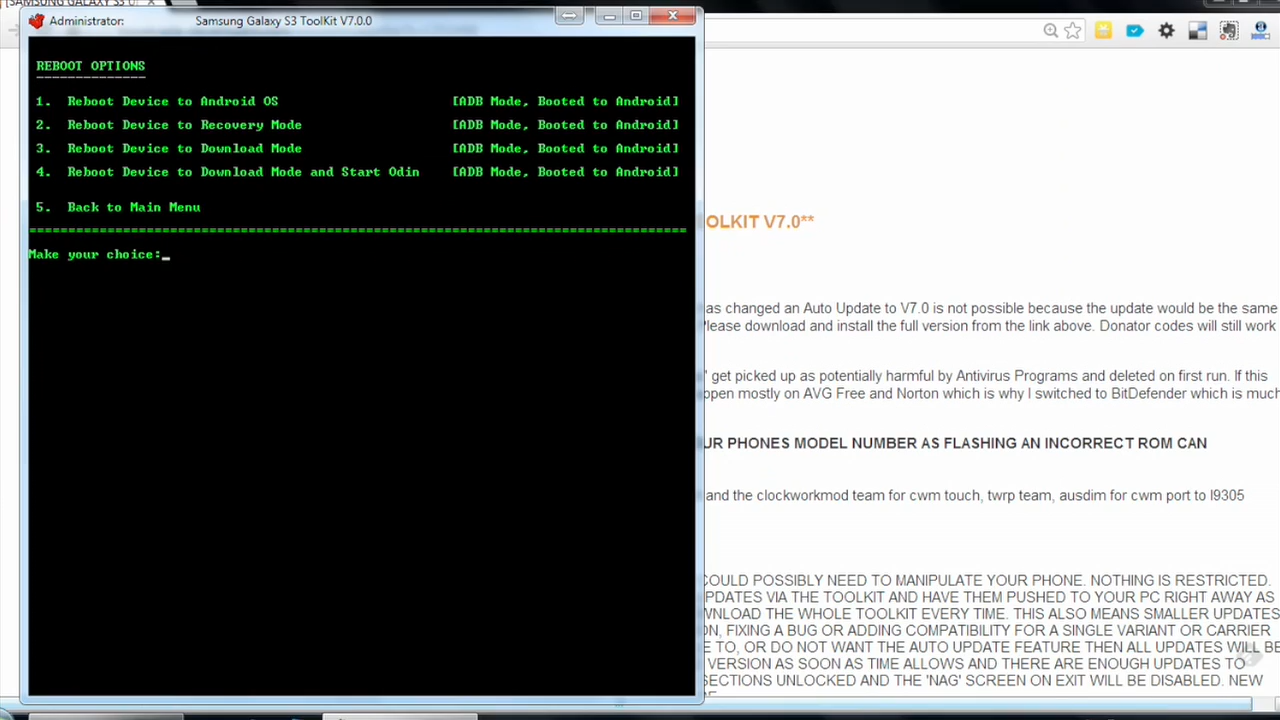 Administrator: Samsung Galaxy S3 ToolKit V7.0.0
REBOOT OPTIONS
1. Reboot Device to Android OS [ADB Mode, Booted to Android]
2. Reboot Device to Recovery Mode [ADB Mode, Booted to Android]
3. Reboot Device to Download Mode [ADB Mode, Booted to Android]
4. Reboot Device to Download Mode and Start Odin [ADB Mode, Booted to Android]
5. Back to Main Menu
Make your choice:_
OLKIT V7.0**
as changed an Auto Update to V7.0 is not possible because the update would be the same
Please download and install the full version from the link above. Donator codes will still work
' get picked up as potentially harmful by Antivirus Programs and deleted on first run. If this
open mostly on AVG Free and Norton which is why I switched to BitDefender which is much
UR PHONES MODEL NUMBER AS FLASHING AN INCORRECT ROM CAN
and the clockworkmod team for cwm touch, twrp team, ausdim for cwm port to I9305
COULD POSSIBLY NEED TO MANIPULATE YOUR PHONE. NOTHING IS RESTRICTED.
PDATES VIA THE TOOLKIT AND HAVE THEM PUSHED TO YOUR PC RIGHT AWAY AS
WNLOAD THE WHOLE TOOLKIT EVERY TIME. THIS ALSO MEANS SMALLER UPDATES
ON, FIXING A BUG OR ADDING COMPATIBILITY FOR A SINGLE VARIANT OR CARRIER
E TO, OR DO NOT WANT THE AUTO UPDATE FEATURE THEN ALL UPDATES WILL BE
VERSION AS SOON AS TIME ALLOWS AND THERE ARE ENOUGH UPDATES TO
SECTIONS UNLOCKED AND THE 'NAG' SCREEN ON EXIT WILL BE DISABLED. NEW